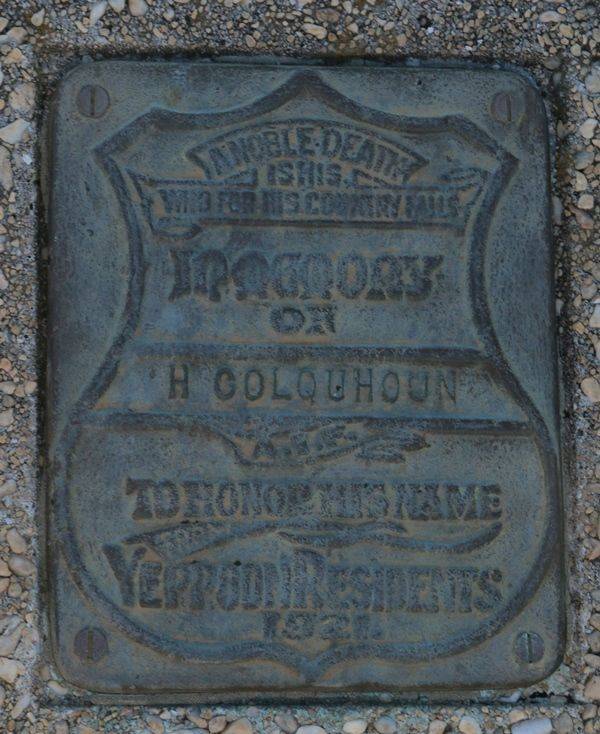 A NOBLE DEATH
IS HIS
WHO FOR HIS COUNTRY FALLS
IN MEMORY
OF
H COLQUHOUN
A.I.F.
TO HONOR HIS NAME
YEPPOON RESIDENTS
1921.